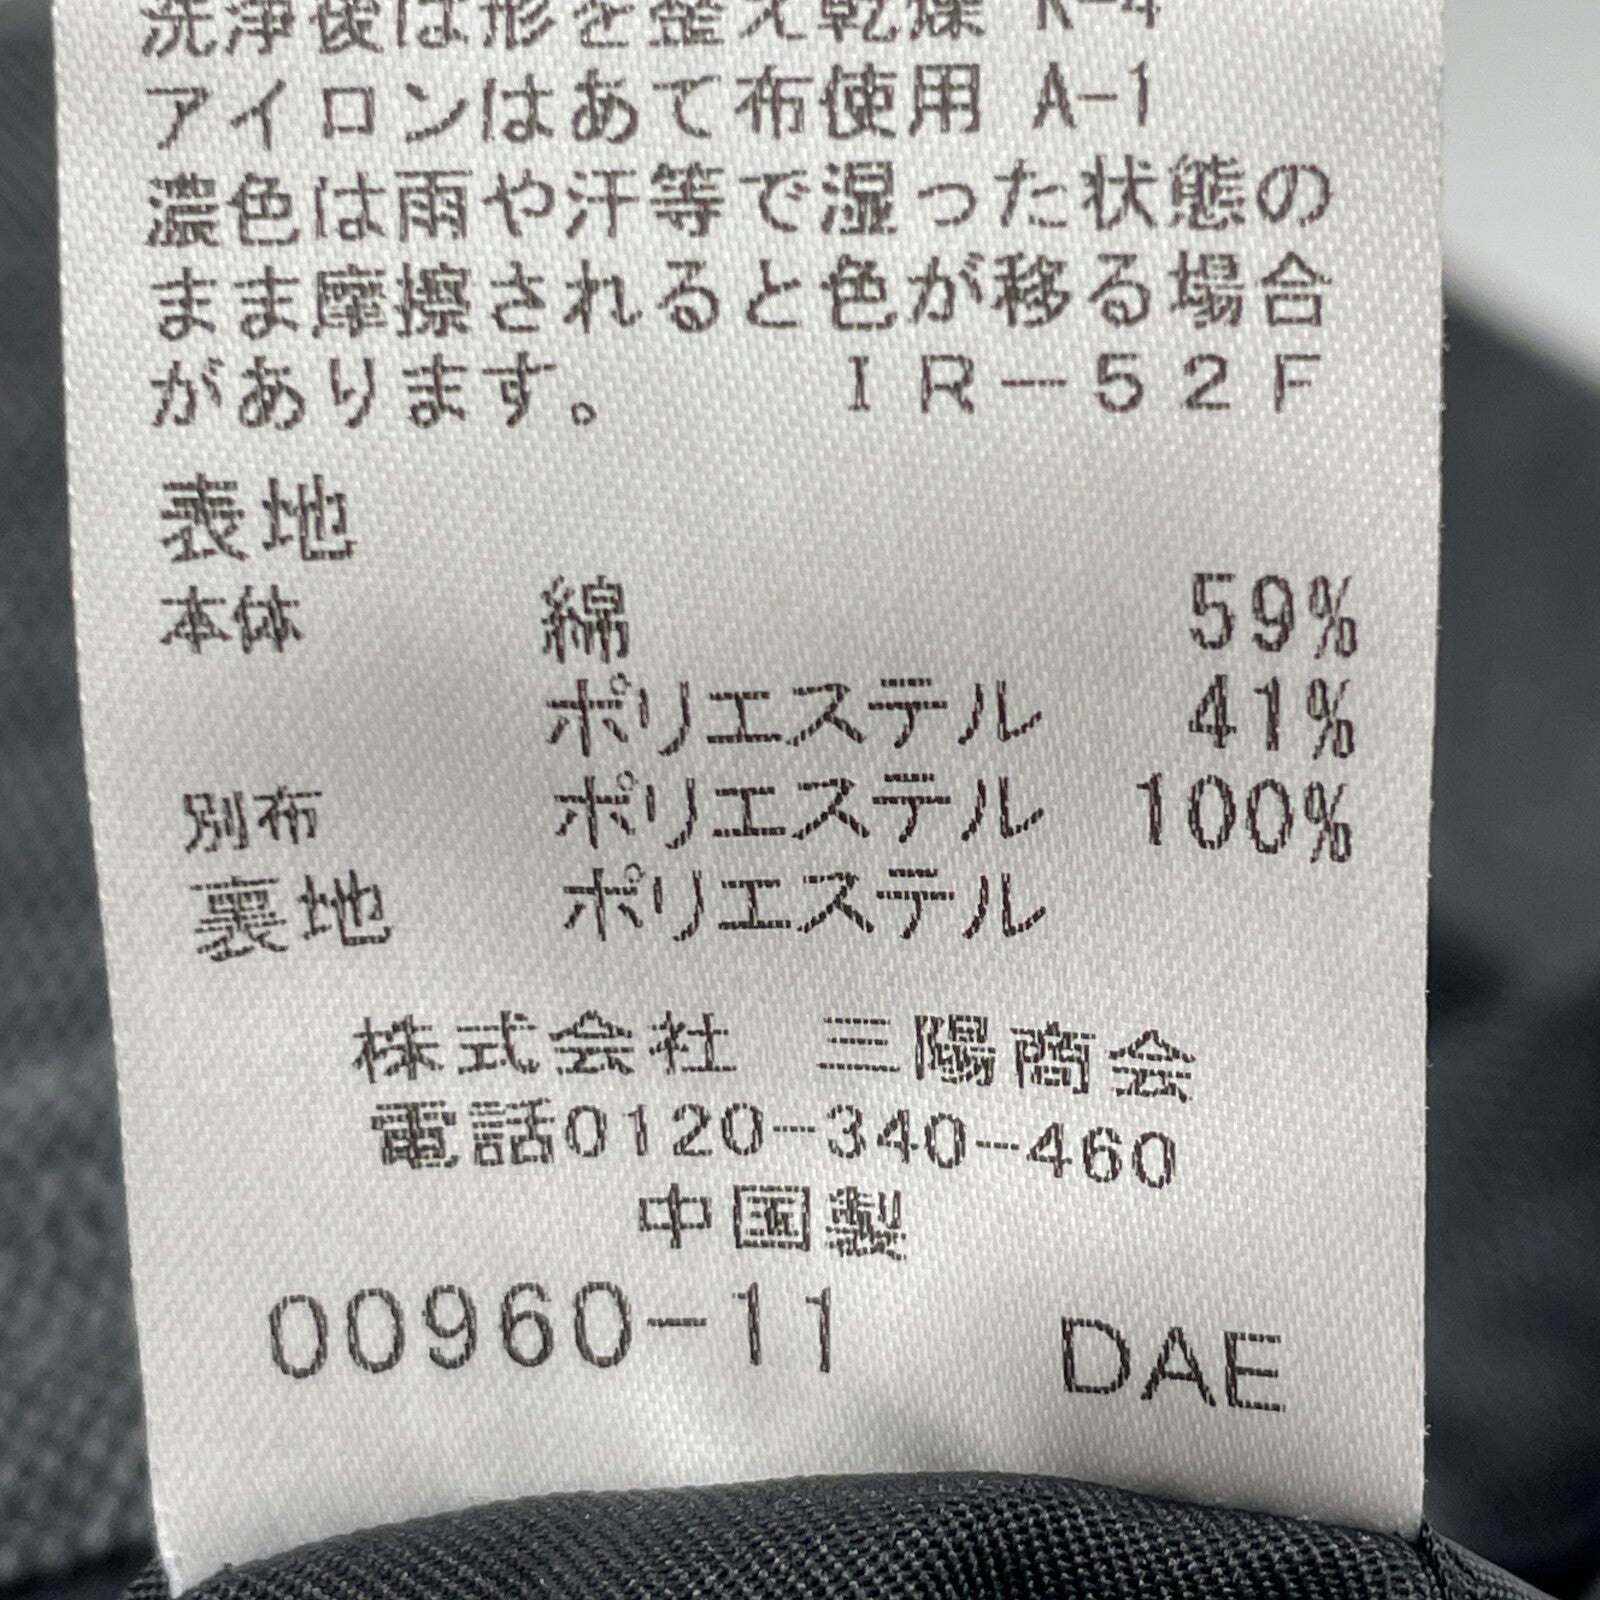 洗浄後は形を整え乾燥 K-4
アイロンはあて布使用 A-1
濃色は雨や汗等で湿った状態の
まま摩擦されると色が移る場合
があります。 IR-52F
表地
本体 綿 59%
ポリエステル 41%
別布 ポリエステル 100%
裏地 ポリエステル
株式会社 三陽商会
電話0120-340-460
中国製
00960-11 DAE